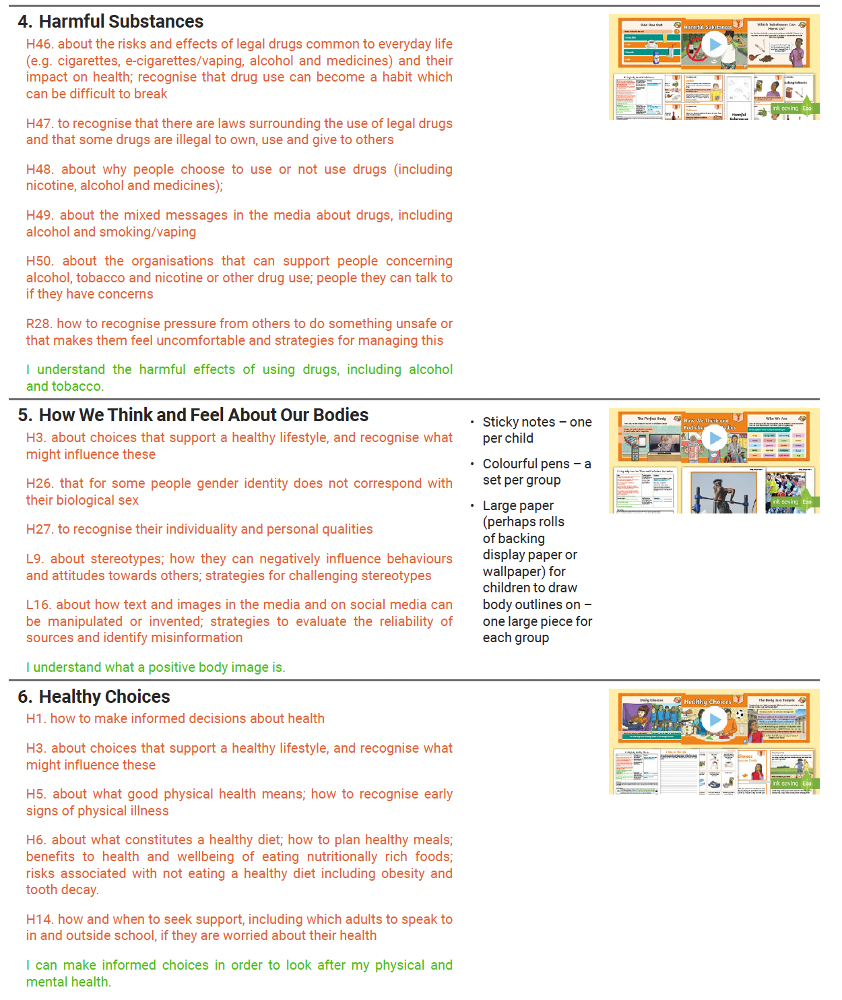 4. Harmful Substances
H46. about the risks and effects of legal drugs common to everyday life
(e.g. cigarettes, e-cigarettes/vaping, alcohol and medicines) and their
impact on health; recognise that drug use can become a habit which
can be difficult to break
H47. to recognise that there are laws surrounding the use of legal drugs
and that some drugs are illegal to own, use and give to others
H48. about why people choose to use or not use drugs (including
nicotine, alcohol and medicines);
H49. about the mixed messages in the media about drugs, including
alcohol and smoking/vaping
H50. about the organisations that can support people concerning
alcohol, tobacco and nicotine or other drug use; people they can talk to
if they have concerns
R28. how to recognise pressure from others to do something unsafe or
that makes them feel uncomfortable and strategies for managing this
I understand the harmful effects of using drugs, including alcohol
and tobacco.
Odd One Out
Harmful Substances
Which Substances Can
Harm Us?
Harmful
Substances
ink saving Eco
5. How We Think and Feel About Our Bodies
H3. about choices that support a healthy lifestyle, and recognise what
might influence these
H26. that for some people gender identity does not correspond with
their biological sex
H27. to recognise their individuality and personal qualities
L9. about stereotypes; how they can negatively influence behaviours
and attitudes towards others; strategies for challenging stereotypes
L16. about how text and images in the media and on social media can
be manipulated or invented; strategies to evaluate the reliability of
sources and identify misinformation
I understand what a positive body image is.
• Sticky notes – one
per child
• Colourful pens – a
set per group
• Large paper
(perhaps rolls
of backing
display paper or
wallpaper) for
children to draw
body outlines on –
one large piece for
each group
The Perfect Body
How We Think and
Feel about Bodies
Who We Are
ink saving Eco
6. Healthy Choices
H1. how to make informed decisions about health
H3. about choices that support a healthy lifestyle, and recognise what
might influence these
H5. about what good physical health means; how to recognise early
signs of physical illness
H6. about what constitutes a healthy diet; how to plan healthy meals;
benefits to health and wellbeing of eating nutritionally rich foods;
risks associated with not eating a healthy diet including obesity and
tooth decay.
H14. how and when to seek support, including which adults to speak to
in and outside school, if they are worried about their health
I can make informed choices in order to look after my physical and
mental health.
Daily Choices
Healthy Choices
The Body Is a Temple
A Day in the Life
Choices
ink saving Eco